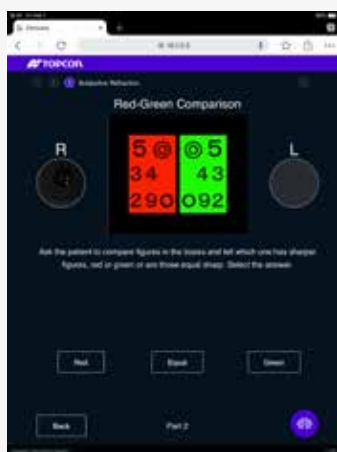 TOPCON
Subjective Refraction
Red-Green Comparison
R
L
5 5
34 43
290 092
Ask the patient to compare figures in the boxes and tell which one has sharper
figures, red or green or are those equal sharp. Select the answer.
Red
Equal
Green
Back
Part 2